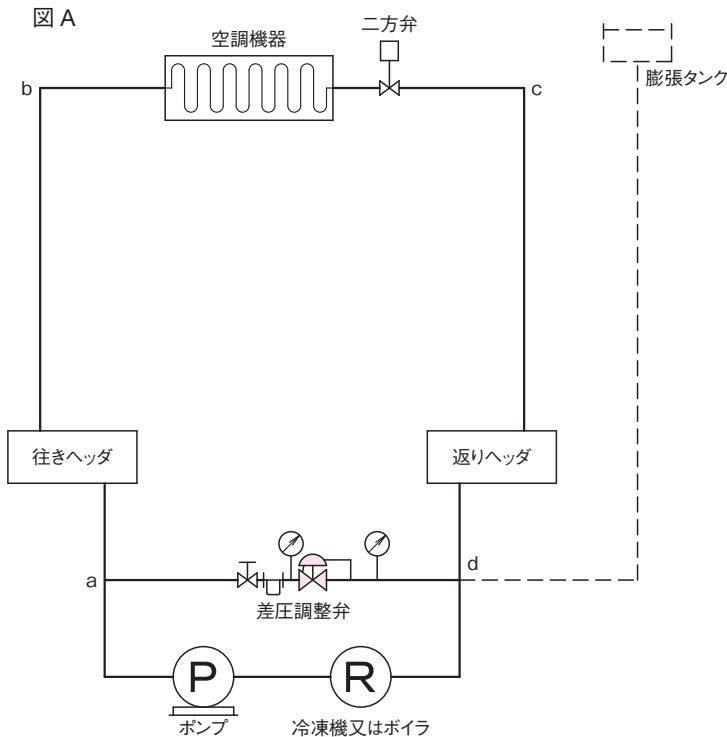 図 A
空調機器
二方弁
膨張タンク
b
c
往きヘッダ
返りヘッダ
a
d
差圧調整弁
P
R
ポンプ
冷凍機又はボイラ